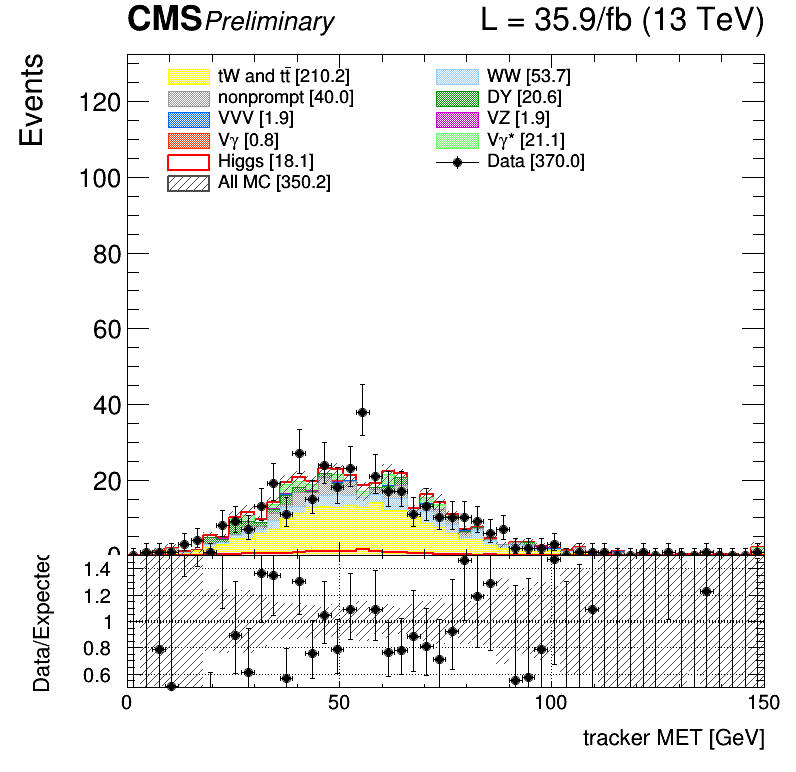 CMS Preliminary L = 35.9/fb (13 TeV)
Events
tW and tt̄ [210.2] WW [53.7]
nonprompt [40.0] DY [20.6]
VVV [1.9] VZ [1.9]
Vγ [0.8] Vγ* [21.1]
Higgs [18.1] Data [370.0]
All MC [350.2]
120
100
80
60
40
20
0
Data/Expected
1.4
1.2
1
0.8
0.6
0 50 100 150
tracker MET [GeV]